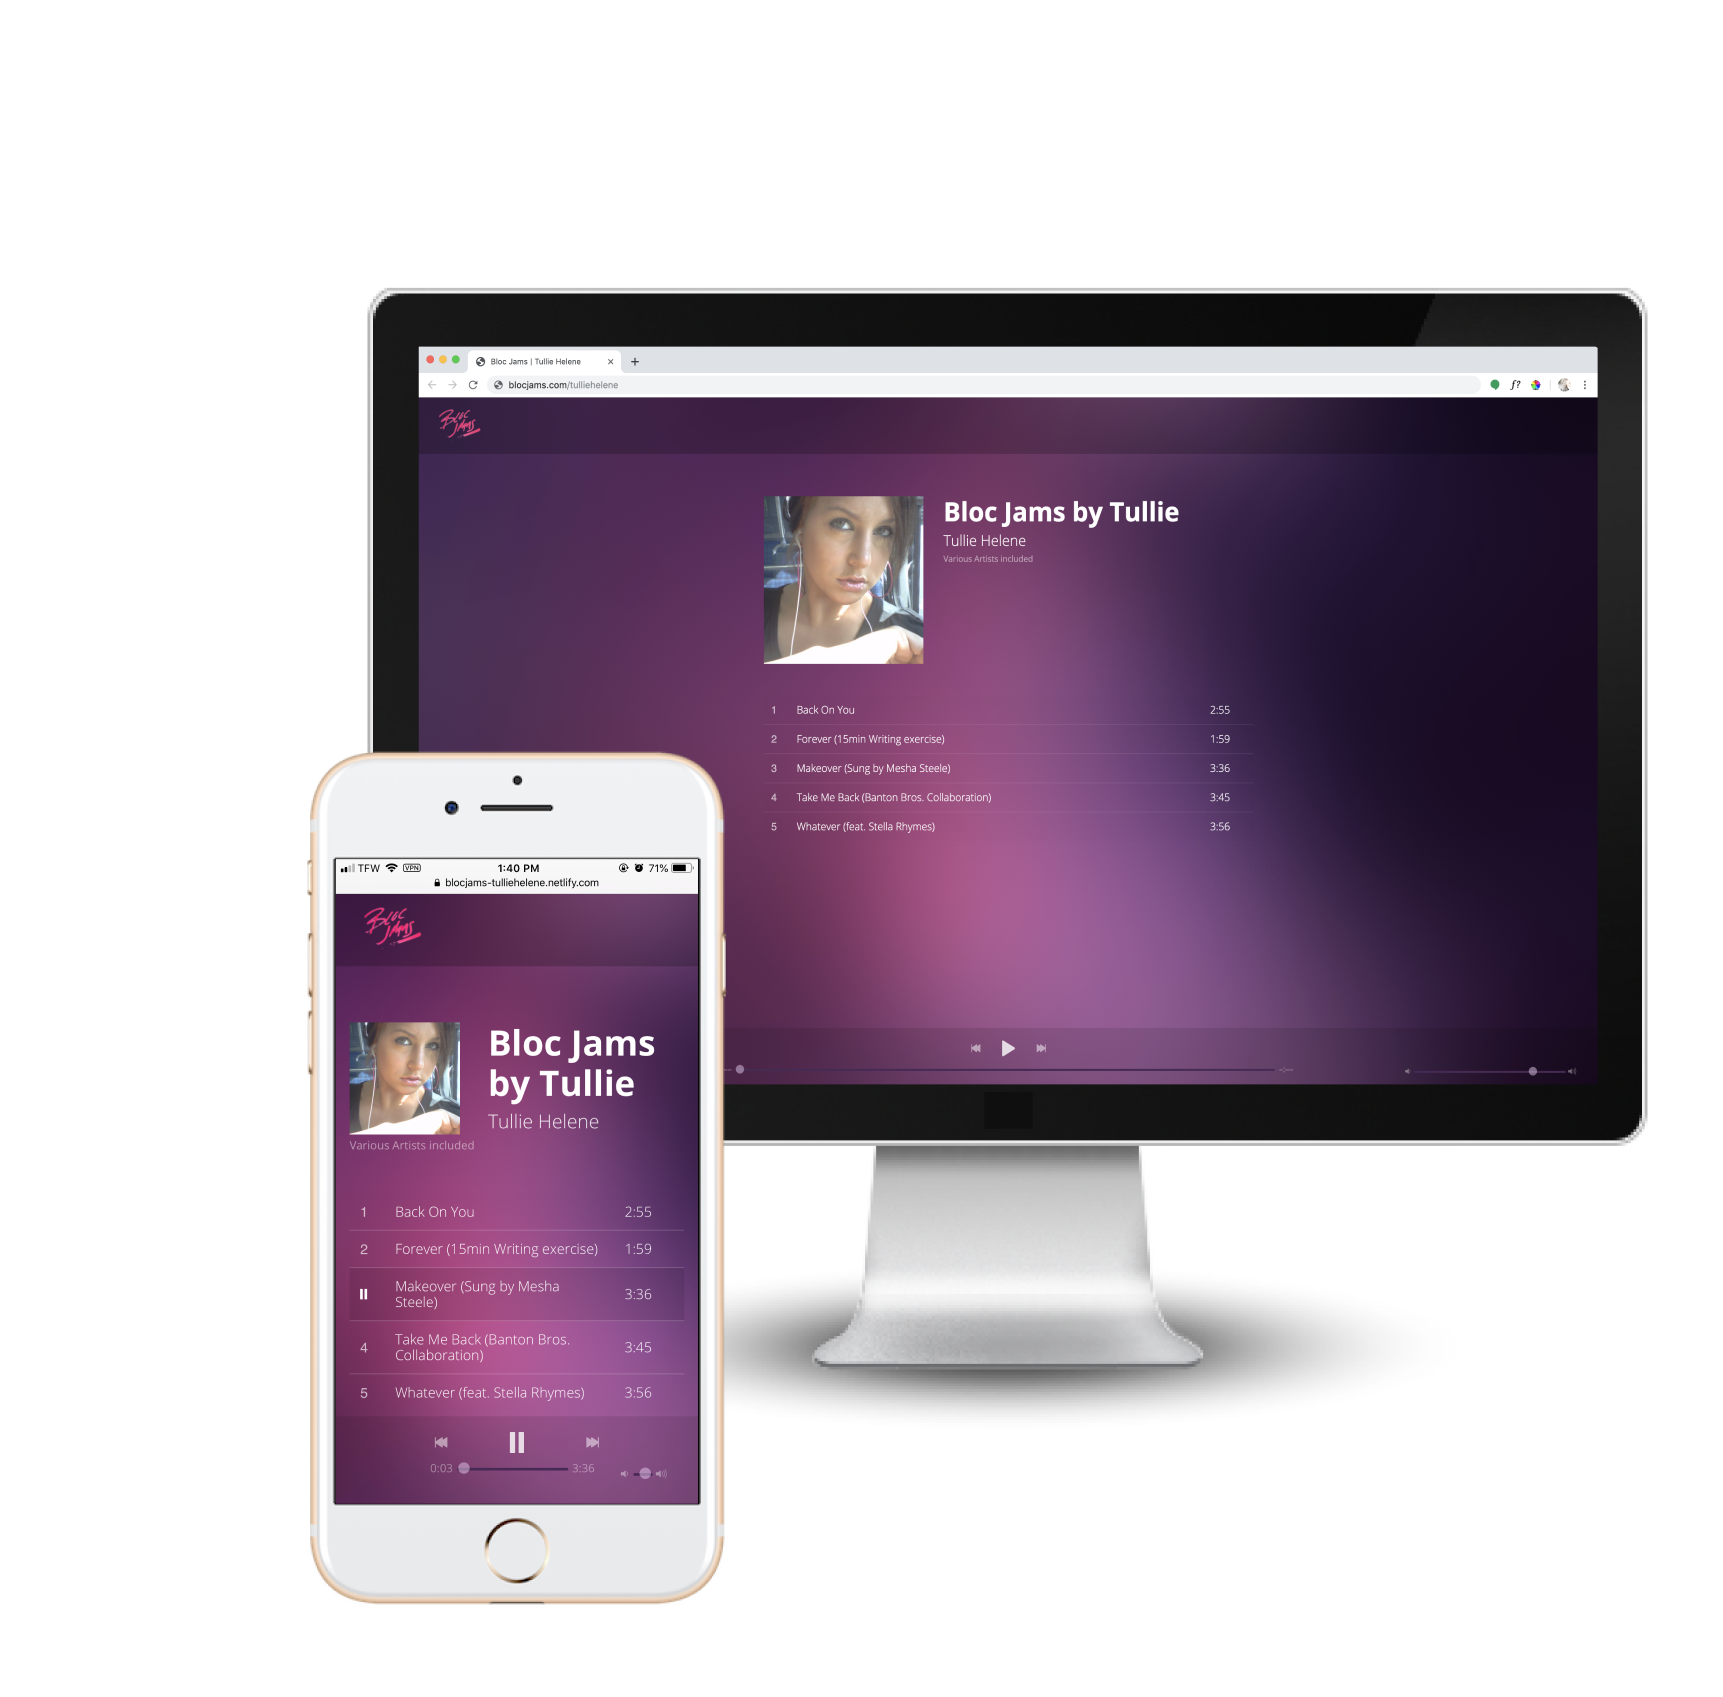 Bloc Jams | Tullie Helene
blocjams.com/tulliehelene
f?
BLOC
JAMS
Bloc Jams by Tullie
Tullie Helene
Various Artists included
1 Back On You 2:55
2 Forever (15min Writing exercise) 1:59
3 Makeover (Sung by Mesha Steele) 3:36
4 Take Me Back (Banton Bros. Collaboration) 3:45
5 Whatever (feat. Stella Rhymes) 3:56
TFW VPN 1:40 PM 71%
blocjams-tulliehelene.netlify.com
BLOC
JAMS
Bloc Jams
by Tullie
Tullie Helene
Various Artists included
1 Back On You 2:55
2 Forever (15min Writing exercise) 1:59
Makeover (Sung by Mesha
Steele) 3:36
4 Take Me Back (Banton Bros.
Collaboration) 3:45
5 Whatever (feat. Stella Rhymes) 3:56
0:03 3:36